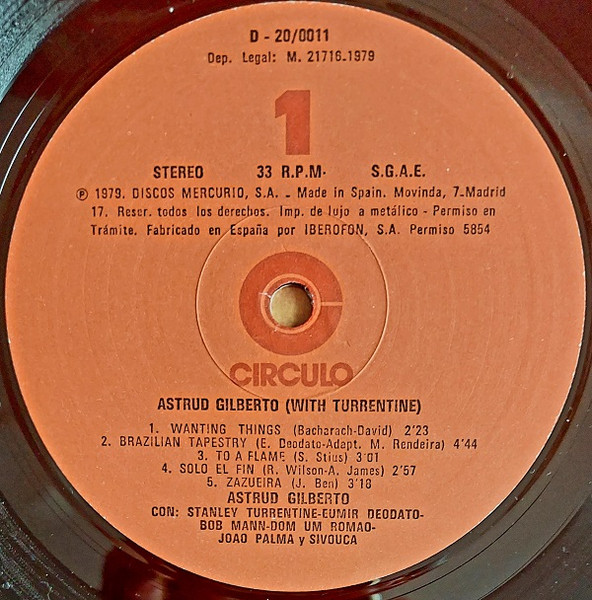 D - 20/0011
Dep. Legal: M. 21716-1979
1
STEREO 33 R.P.M. S.G.A.E.
℗ 1979. DISCOS MERCURIO, S.A. - Made in Spain. Movinda, 7-Madrid
17. Reser. todos los derechos. Imp. de lujo a metálico - Permiso en
Trámite. Fabricado en España por IBEROFON, S.A. Permiso 5854
CIRCULO
ASTRUD GILBERTO (WITH TURRENTINE)
1. WANTING THINGS (Bacharach-David) 2'23
2. BRAZILIAN TAPESTRY (E. Deodato-Adapt. M. Rendeira) 4'44
3. TO A FLAME (S. Stius) 3'01
4. SOLO EL FIN (R. Wilson-A. James) 2'57
5. ZAZUEIRA (J. Ben) 3'18
ASTRUD GILBERTO
CON: STANLEY TURRENTINE-EUMIR DEODATO-
BOB MANN-DOM UM ROMAO-
JOAO PALMA y SIVOUCA